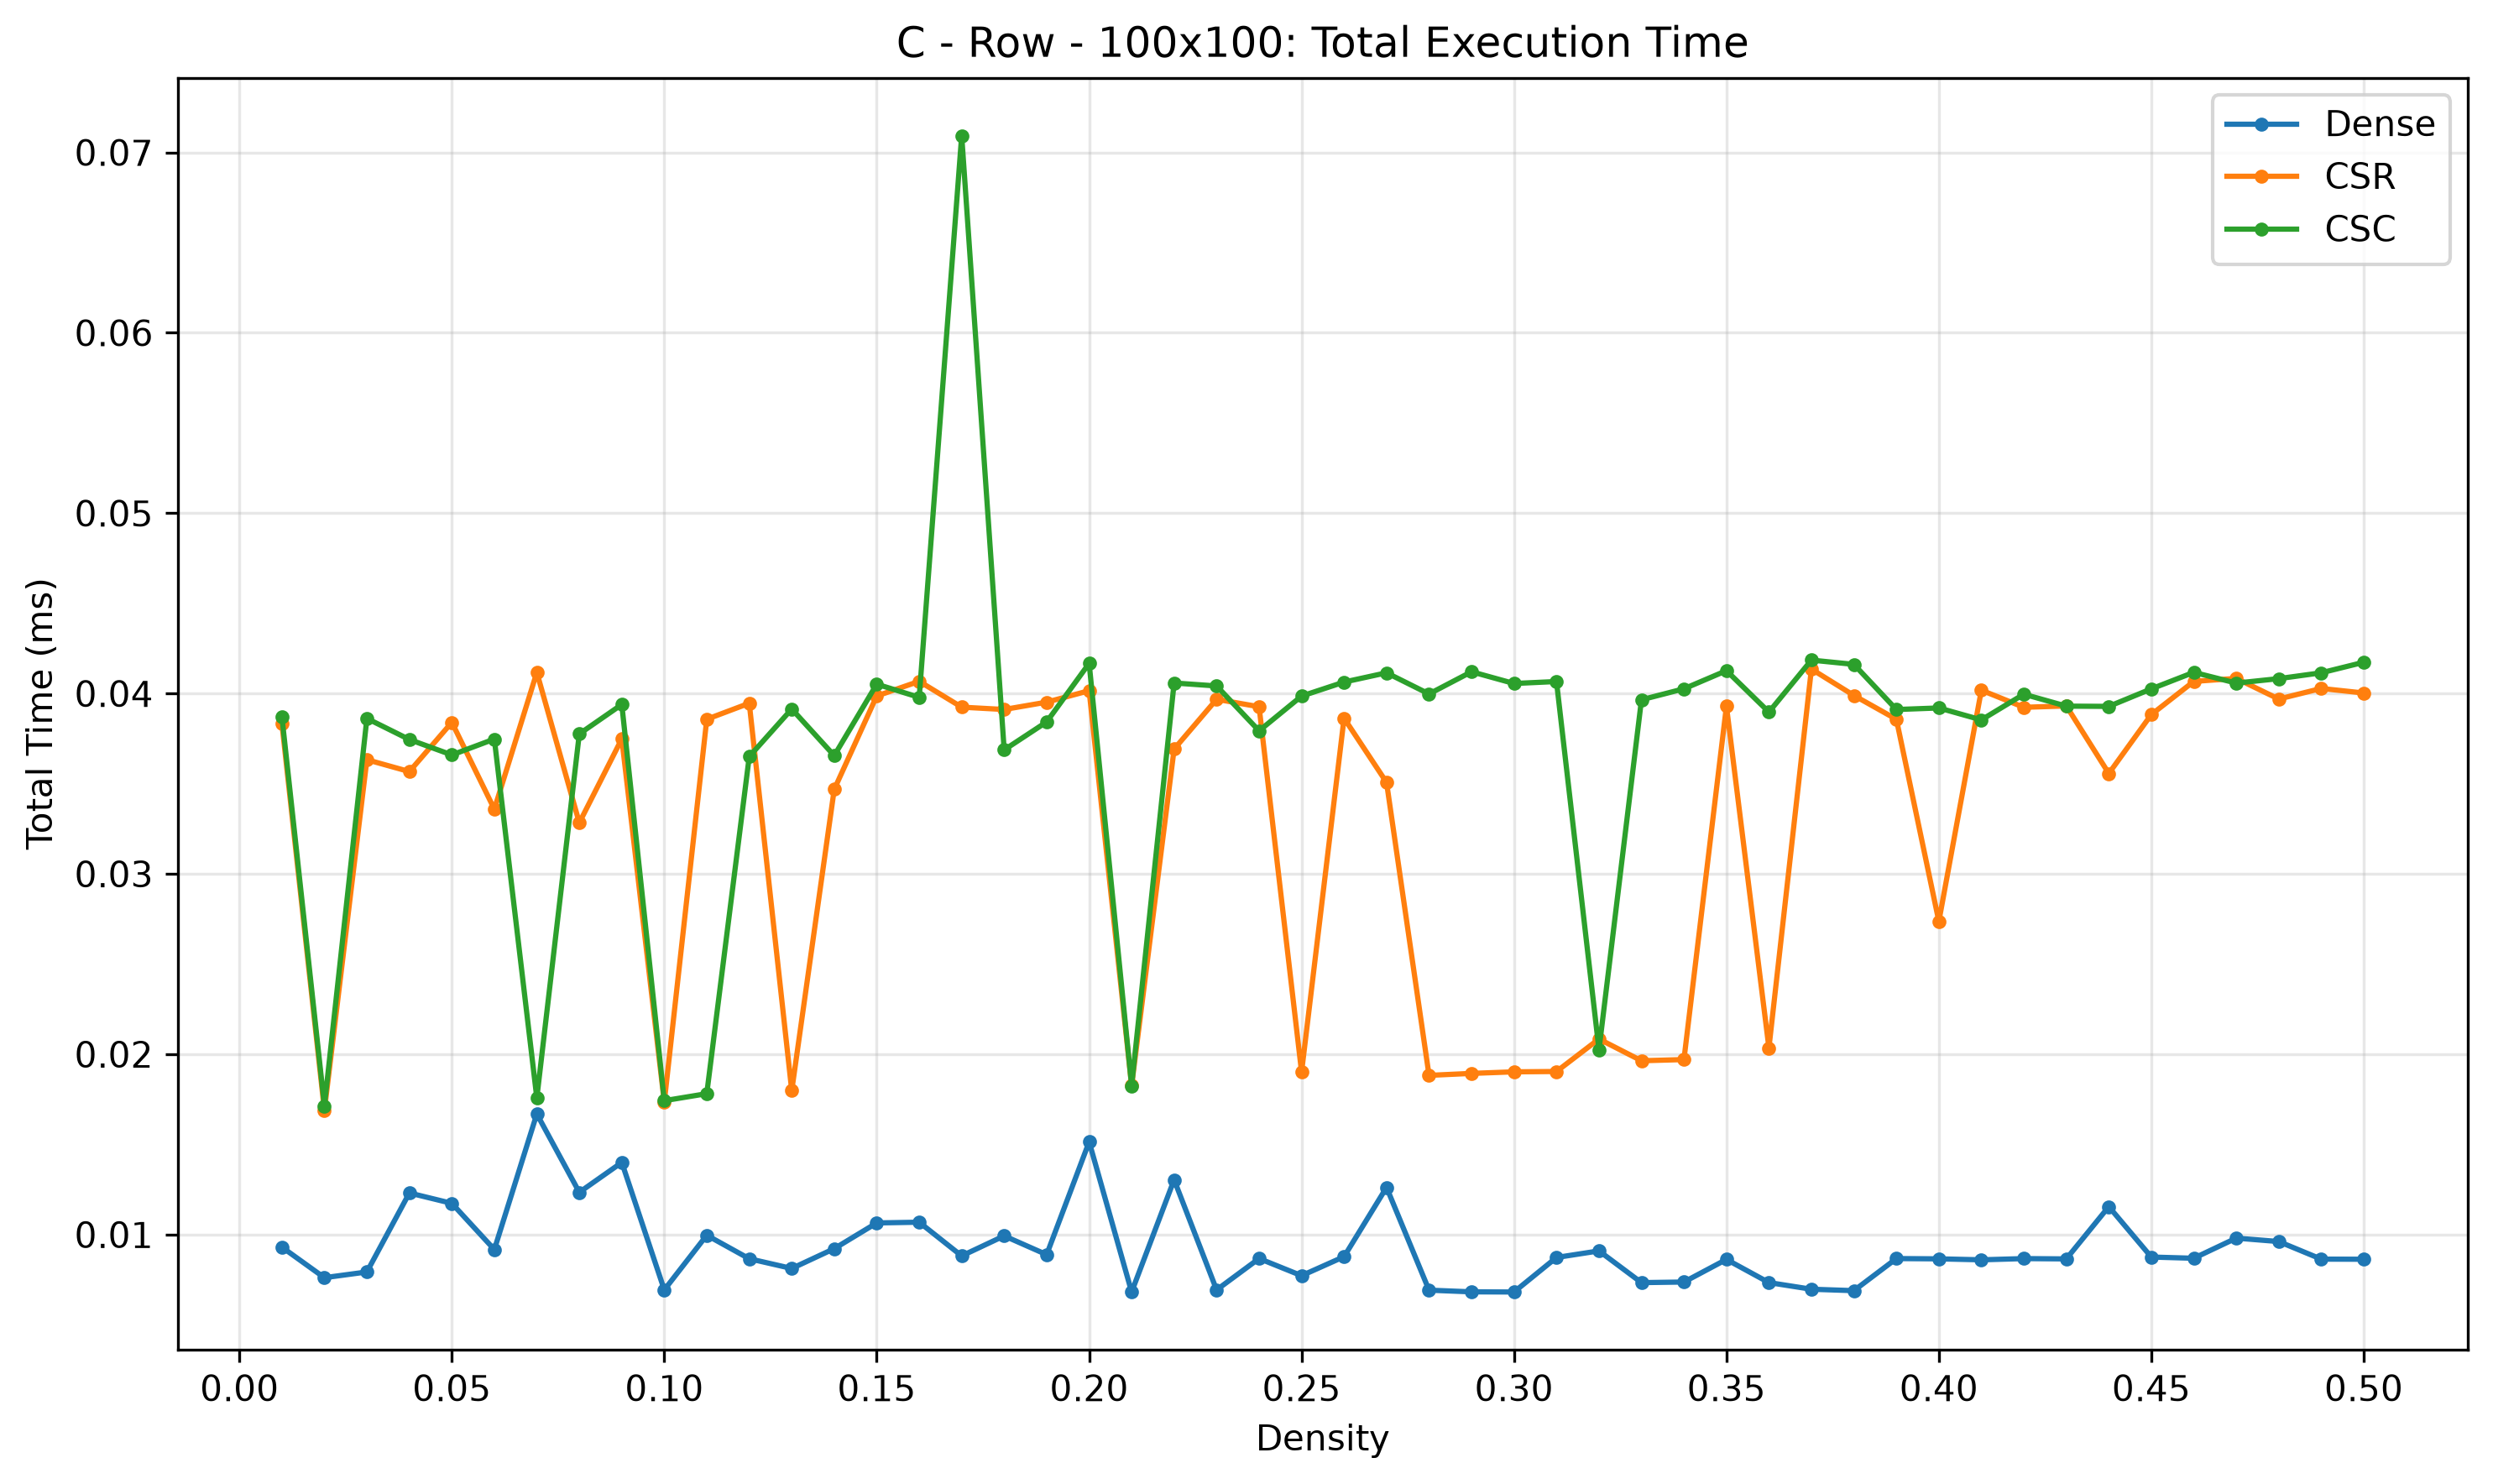 C - Row - 100x100: Total Execution Time
Dense
CSR
CSC
Total Time (ms)
0.07
0.06
0.05
0.04
0.03
0.02
0.01
0.00 0.05 0.10 0.15 0.20 0.25 0.30 0.35 0.40 0.45 0.50
Density